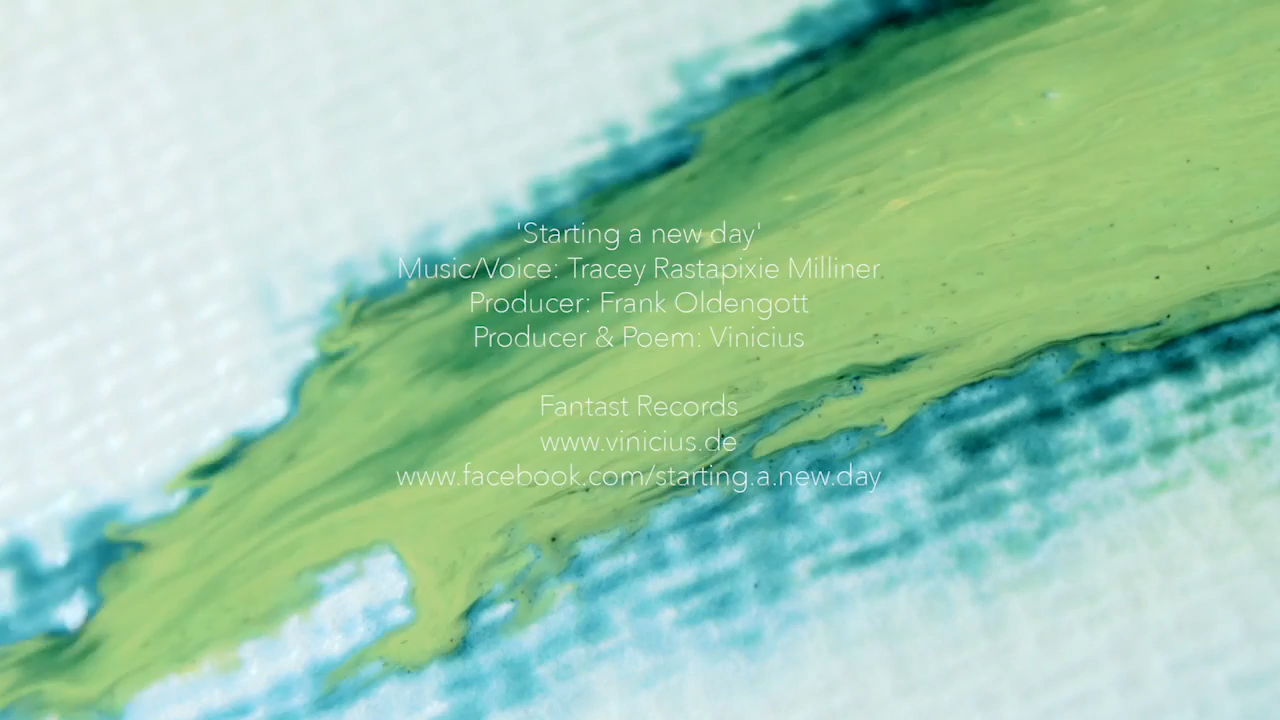 'Starting a new day'
Music/Voice: Tracey Rastapixie Milliner
Producer: Frank Oldengott
Producer & Poem: Vinicius
Fantast Records
www.vinicius.de
www.facebook.com/starting.a.new.day